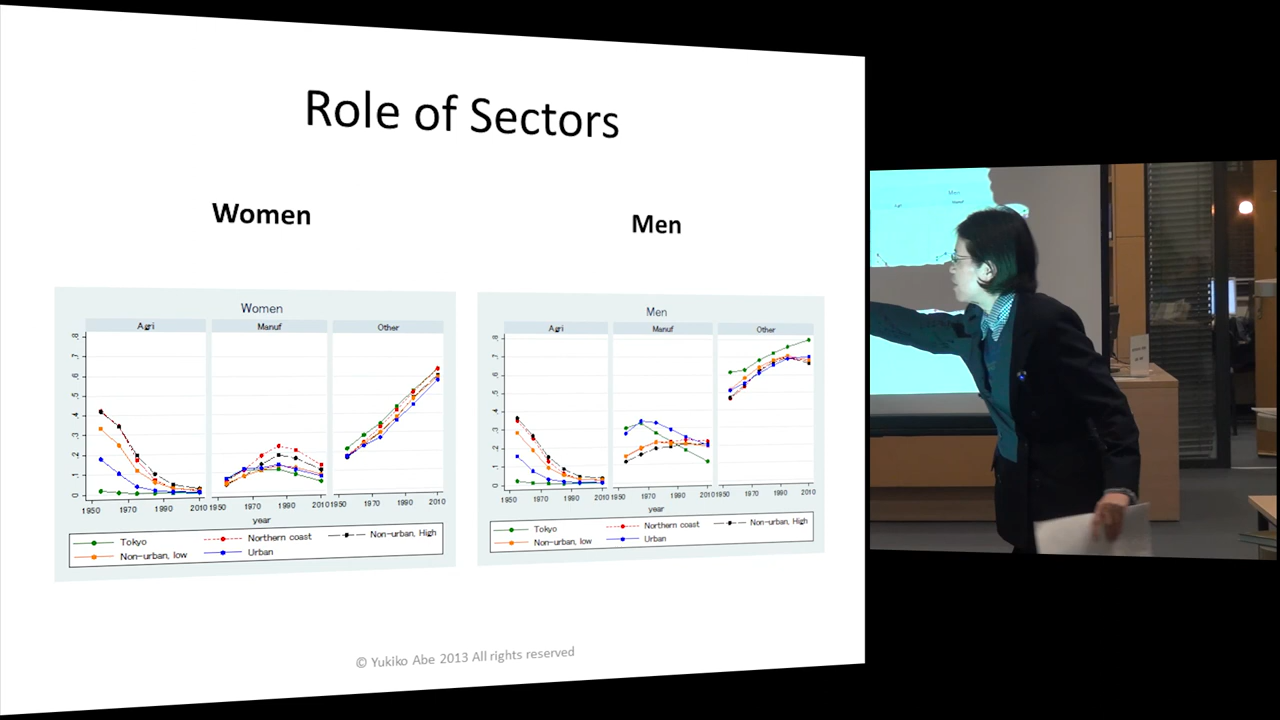 Role of Sectors
Women
Men
Women
Agri
Manuf
Other
.8
.7
.6
.5
.4
.3
.2
.1
0
1950 1970 1990 2010
1950 1970 1990 2010
1950 1970 1990 2010
year
Tokyo
Northern coast
Non-urban, High
Non-urban, low
Urban
Men
Agri
Manuf
Other
.8
.7
.6
.5
.4
.3
.2
.1
0
1950 1970 1990 2010
1950 1970 1990 2010
1950 1970 1990 2010
year
Tokyo
Northern coast
Non-urban, High
Non-urban, low
Urban
© Yukiko Abe 2013 All rights reserved